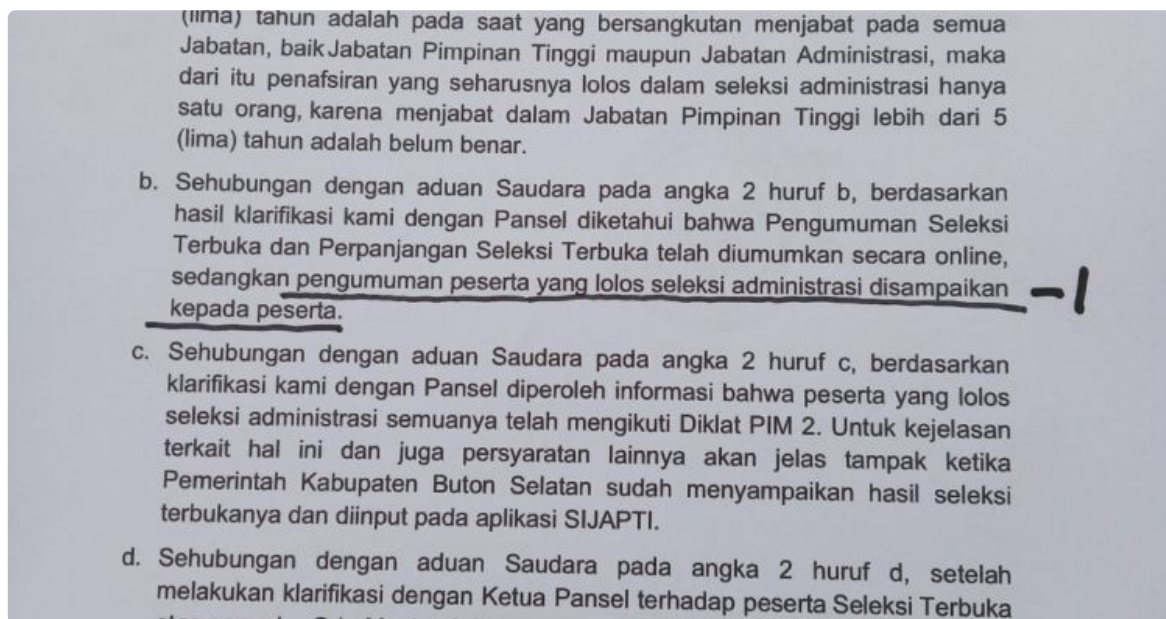 (lima) tahun adalah pada saat yang bersangkutan menjabat pada semua
Jabatan, baik Jabatan Pimpinan Tinggi maupun Jabatan Administrasi, maka
dari itu penafsiran yang seharusnya lolos dalam seleksi administrasi hanya
satu orang, karena menjabat dalam Jabatan Pimpinan Tinggi lebih dari 5
(lima) tahun adalah belum benar.
b. Sehubungan dengan aduan Saudara pada angka 2 huruf b, berdasarkan
hasil klarifikasi kami dengan Pansel diketahui bahwa Pengumuman Seleksi
Terbuka dan Perpanjangan Seleksi Terbuka telah diumumkan secara online,
sedangkan pengumuman peserta yang lolos seleksi administrasi disampaikan - 1
kepada peserta.
c. Sehubungan dengan aduan Saudara pada angka 2 huruf c, berdasarkan
klarifikasi kami dengan Pansel diperoleh informasi bahwa peserta yang lolos
seleksi administrasi semuanya telah mengikuti Diklat PIM 2. Untuk kejelasan
terkait hal ini dan juga persyaratan lainnya akan jelas tampak ketika
Pemerintah Kabupaten Buton Selatan sudah menyampaikan hasil seleksi
terbukanya dan diinput pada aplikasi SIJAPTI.
d. Sehubungan dengan aduan Saudara pada angka 2 huruf d, setelah
melakukan klarifikasi dengan Ketua Pansel terhadap peserta Seleksi Terbuka